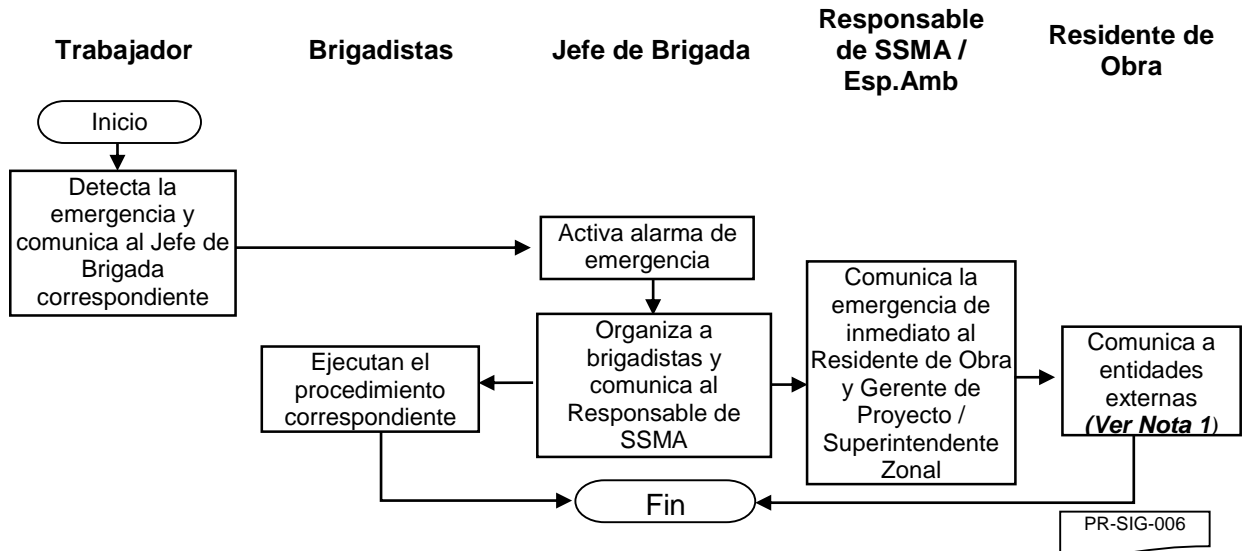 Trabajador
Brigadistas
Jefe de Brigada
Responsable
de SSMA /
Esp.Amb
Residente de
Obra
Inicio
Detecta la
emergencia y
comunica al Jefe de
Brigada
correspondiente
Activa alarma de
emergencia
Organiza a
brigadistas y
comunica al
Responsable de
SSMA
Ejecutan el
procedimiento
correspondiente
Comunica la
emergencia de
inmediato al
Residente de Obra
y Gerente de
Proyecto /
Superintendente
Zonal
Comunica a
entidades
externas
(Ver Nota 1)
Fin
PR-SIG-006